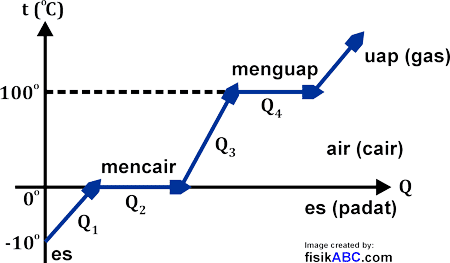 t (°C)
menguap
uap (gas)
100°
Q4
Q3
mencair
air (cair)
0°
Q2
Q
es (padat)
Q1
-10°
es
Image created by:
fisikABC.com